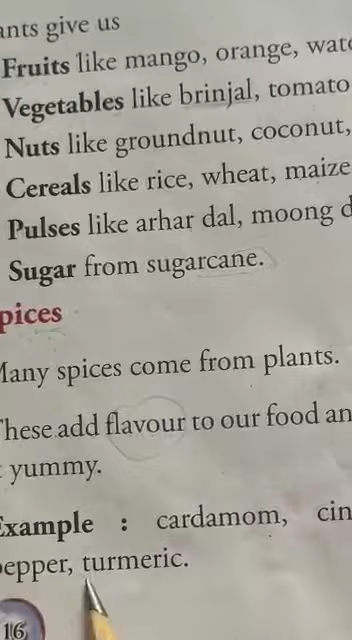 ants give us
Fruits like mango, orange, wat
Vegetables like brinjal, tomato
Nuts like groundnut, coconut,
Cereals like rice, wheat, maize
Pulses like arhar dal, moong d
Sugar from sugarcane.
pices
Many spices come from plants.
These add flavour to our food an
yummy.
Example : cardamom, cin
pepper, turmeric.
16